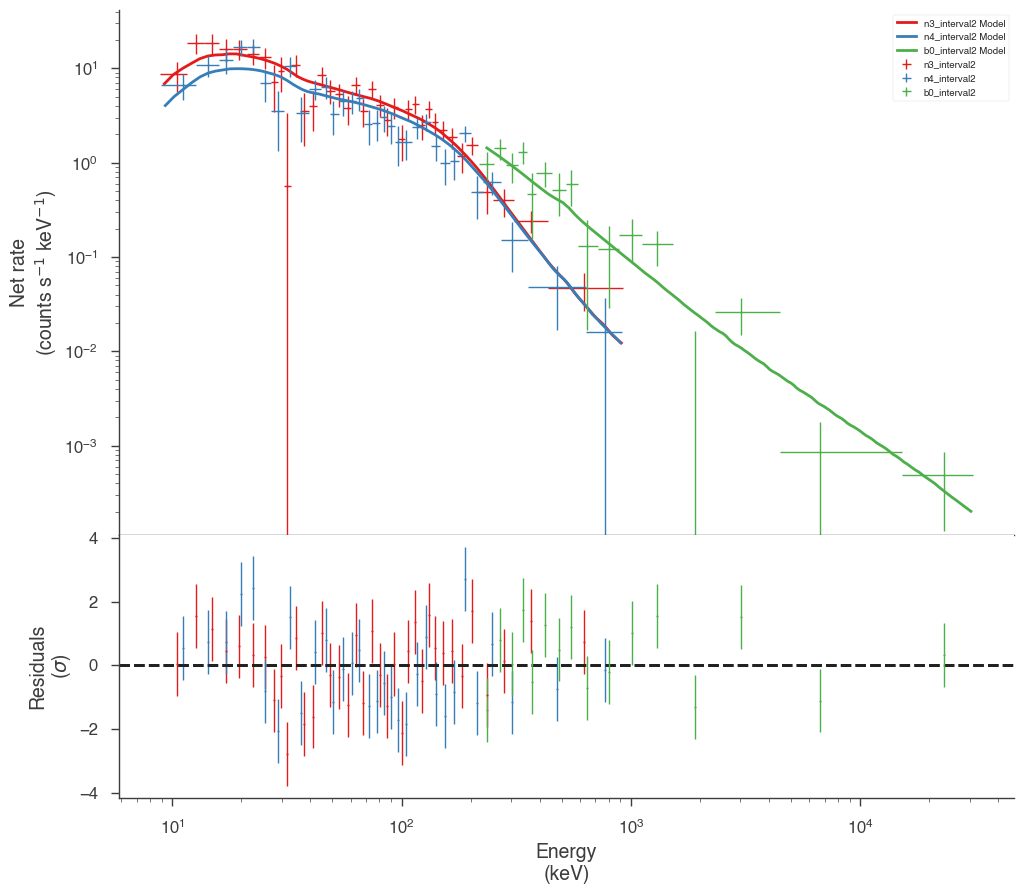 n3_interval2 Model
n4_interval2 Model
b0_interval2 Model
n3_interval2
n4_interval2
b0_interval2
10¹
10⁰
10⁻¹
10⁻²
10⁻³
Net rate
(counts s⁻¹ keV⁻¹)
4
2
0
−2
−4
Residuals
(σ)
10¹
10²
10³
10⁴
Energy
(keV)